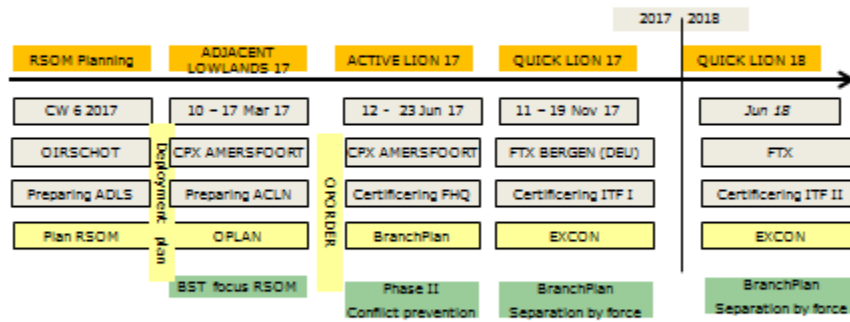 2017 2018
RSOM Planning
ADJACENT
LOWLANDS 17
ACTIVE LION 17
QUICK LION 17
QUICK LION 18
CW 6 2017
10 – 17 Mar 17
12 - 23 Jun 17
11 – 19 Nov 17
Jun 18
OIRSCHOT
CPX AMERSFOORT
CPX AMERSFOORT
FTX BERGEN (DEU)
FTX
Preparing ADLS
Preparing ACLN
Certificering FHQ
Certificering ITF I
Certificering ITF II
Plan RSOM
OPLAN
BranchPlan
EXCON
EXCON
Deployment plan
OPORDER
BST focus RSOM
Phase II
Conflict prevention
BranchPlan
Separation by force
BranchPlan
Separation by force